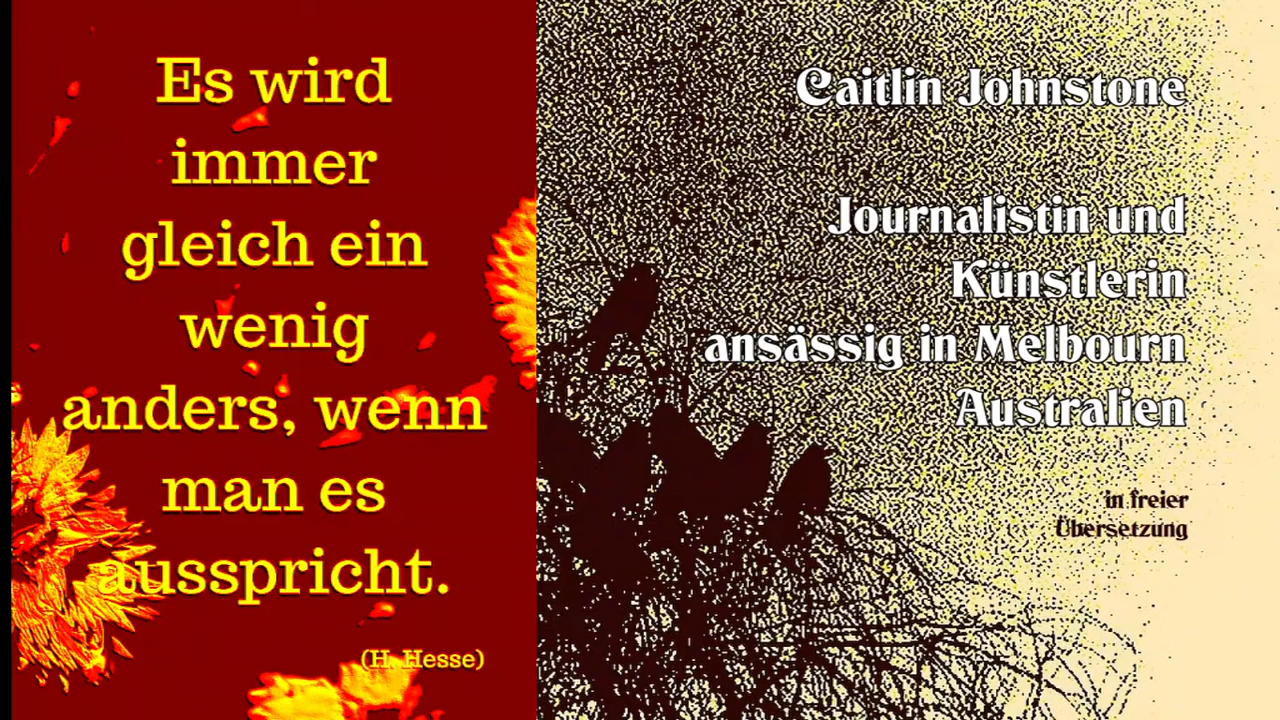 Es wird
immer
gleich ein
wenig
anders, wenn
man es
ausspricht.
(H. Hesse)
Caitlin Johnstone
Journalistin und
Künstlerin
ansässig in Melbourn
Australien
in freier
Übersetzung